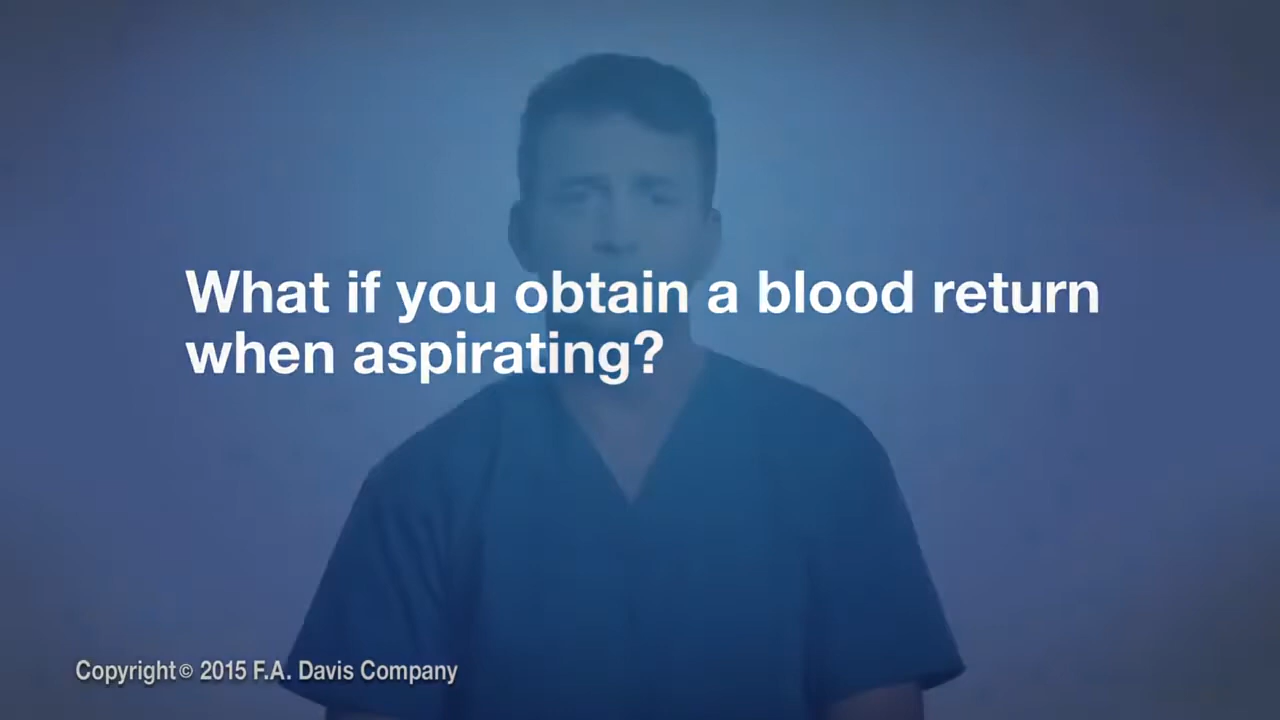 What if you obtain a blood return
when aspirating?
Copyright© 2015 F.A. Davis Company